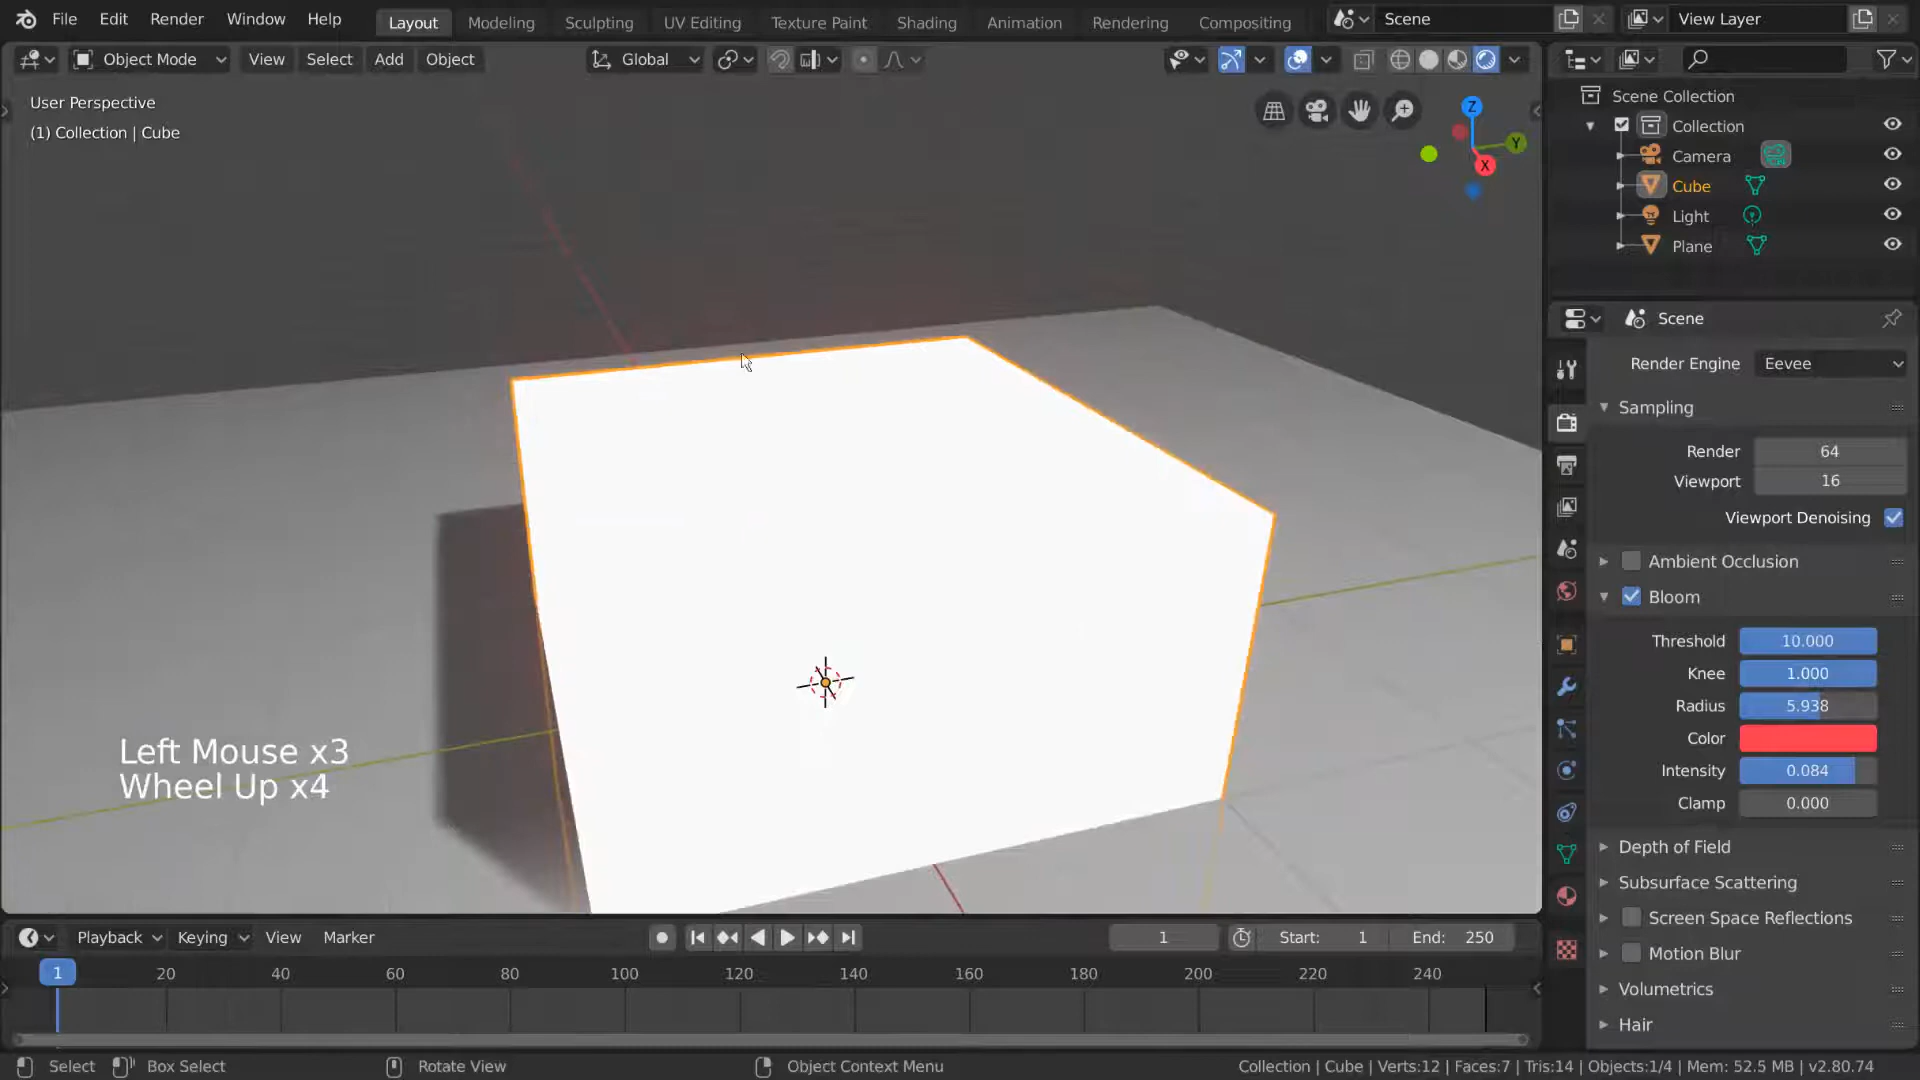 File Edit Render Window Help Layout Modeling Sculpting UV Editing Texture Paint Shading Animation Rendering Compositing Scene View Layer
Object Mode View Select Add Object Global
User Perspective
(1) Collection | Cube
Z
Y
X
Left Mouse x3
Wheel Up x4
Scene Collection
Collection
Camera
Cube
Light
Plane
Scene
Render Engine Eevee
Sampling
Render 64
Viewport 16
Viewport Denoising
Ambient Occlusion
Bloom
Threshold 10.000
Knee 1.000
Radius 5.938
Color
Intensity 0.084
Clamp 0.000
Depth of Field
Subsurface Scattering
Screen Space Reflections
Motion Blur
Volumetrics
Hair
Playback Keying View Marker 1 Start: 1 End: 250
1 20 40 60 80 100 120 140 160 180 200 220 240
Select Box Select Rotate View Object Context Menu Collection | Cube | Verts:12 | Faces:7 | Tris:14 | Objects:1/4 | Mem: 52.5 MB | v2.80.74